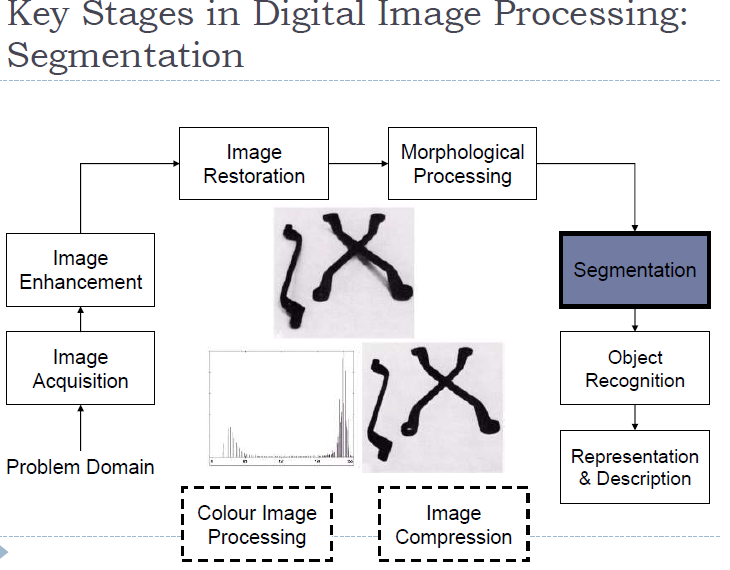 Key Stages in Digital Image Processing:
Segmentation
Image
Restoration
Morphological
Processing
Image
Enhancement
Segmentation
Image
Acquisition
Object
Recognition
Problem Domain
Representation
& Description
Colour Image
Processing
Image
Compression